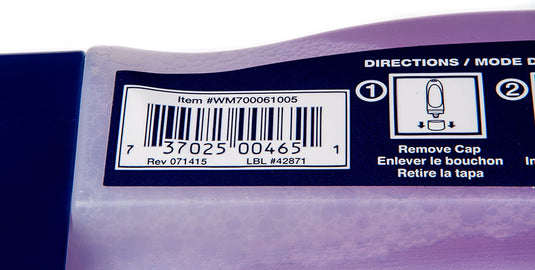 Item #WM700061005
7 37025 00465 1
Rev 071415 LBL #42871
DIRECTIONS / MODE D
1
2
Remove Cap
Enlever le bouchon
Retire la tapa
In